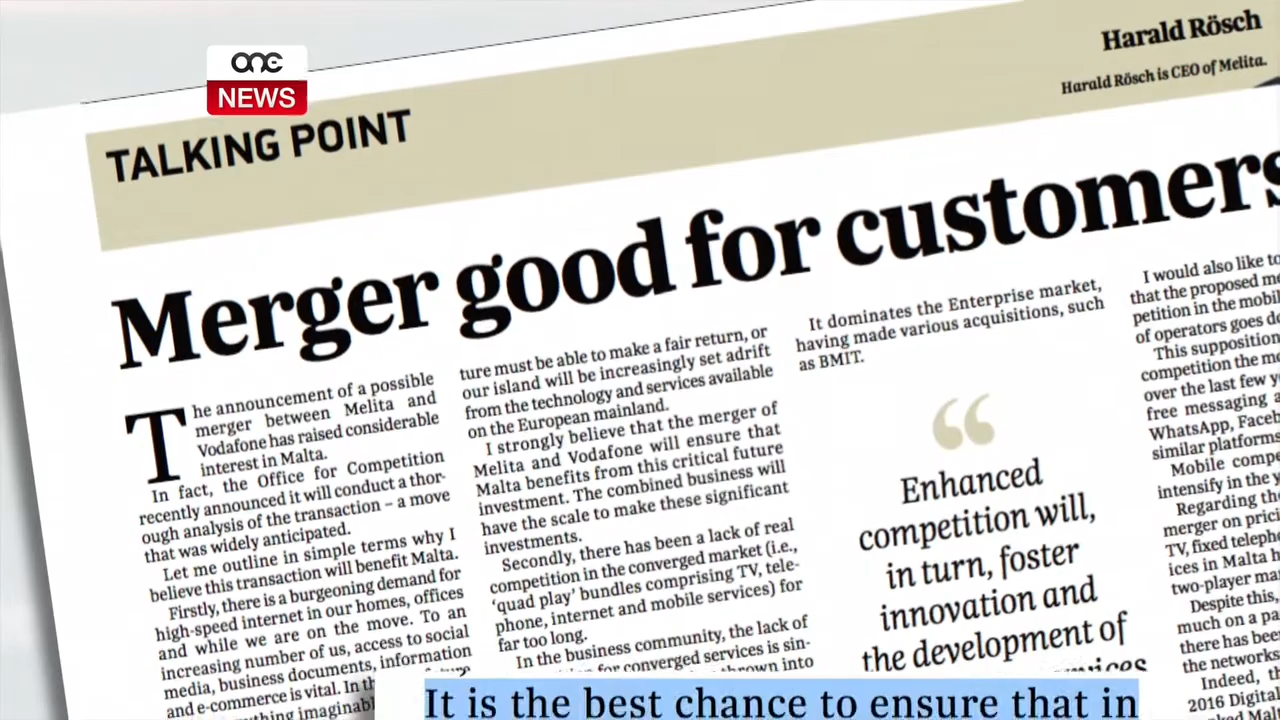 one
NEWS
TALKING POINT
Harald Rösch
Harald Rösch is CEO of Melita.
Merger good for customers
The announcement of a possible
merger between Melita and
Vodafone has raised considerable
interest in Malta.
In fact, the Office for Competition
recently announced it will conduct a thor-
ough analysis of the transaction – a move
that was widely anticipated.
Let me outline in simple terms why I
believe this transaction will benefit Malta.
Firstly, there is a burgeoning demand for
high-speed internet in our homes, offices
and while we are on the move. To an
increasing number of us, access to social
media, business documents, information
and e-commerce is vital. In th
ture must be able to make a fair return, or
our island will be increasingly set adrift
from the technology and services available
on the European mainland.
I strongly believe that the merger of
Melita and Vodafone will ensure that
Malta benefits from this critical future
investment. The combined business will
have the scale to make these significant
investments.
Secondly, there has been a lack of real
competition in the converged market (i.e.,
‘quad play’ bundles comprising TV, tele-
phone, internet and mobile services) for
far too long.
In the business community, the lack of
for converged services is sin-
It dominates the Enterprise market,
having made various acquisitions, such
as BMIT.
“
Enhanced
competition will,
in turn, foster
innovation and
the development of
I would also like to
that the proposed me
petition in the mobi
of operators goes do
This supposition
competition the mo
over the last few y
free messaging a
WhatsApp, Faceb
similar platforms
Mobile compe
intensify in the y
Regarding the
merger on prici
TV, fixed teleph
ices in Malta h
two-player ma
Despite this,
much on a pa
there has bee
the networks
Indeed, t
2016 Digita
It is the best chance to ensure that in